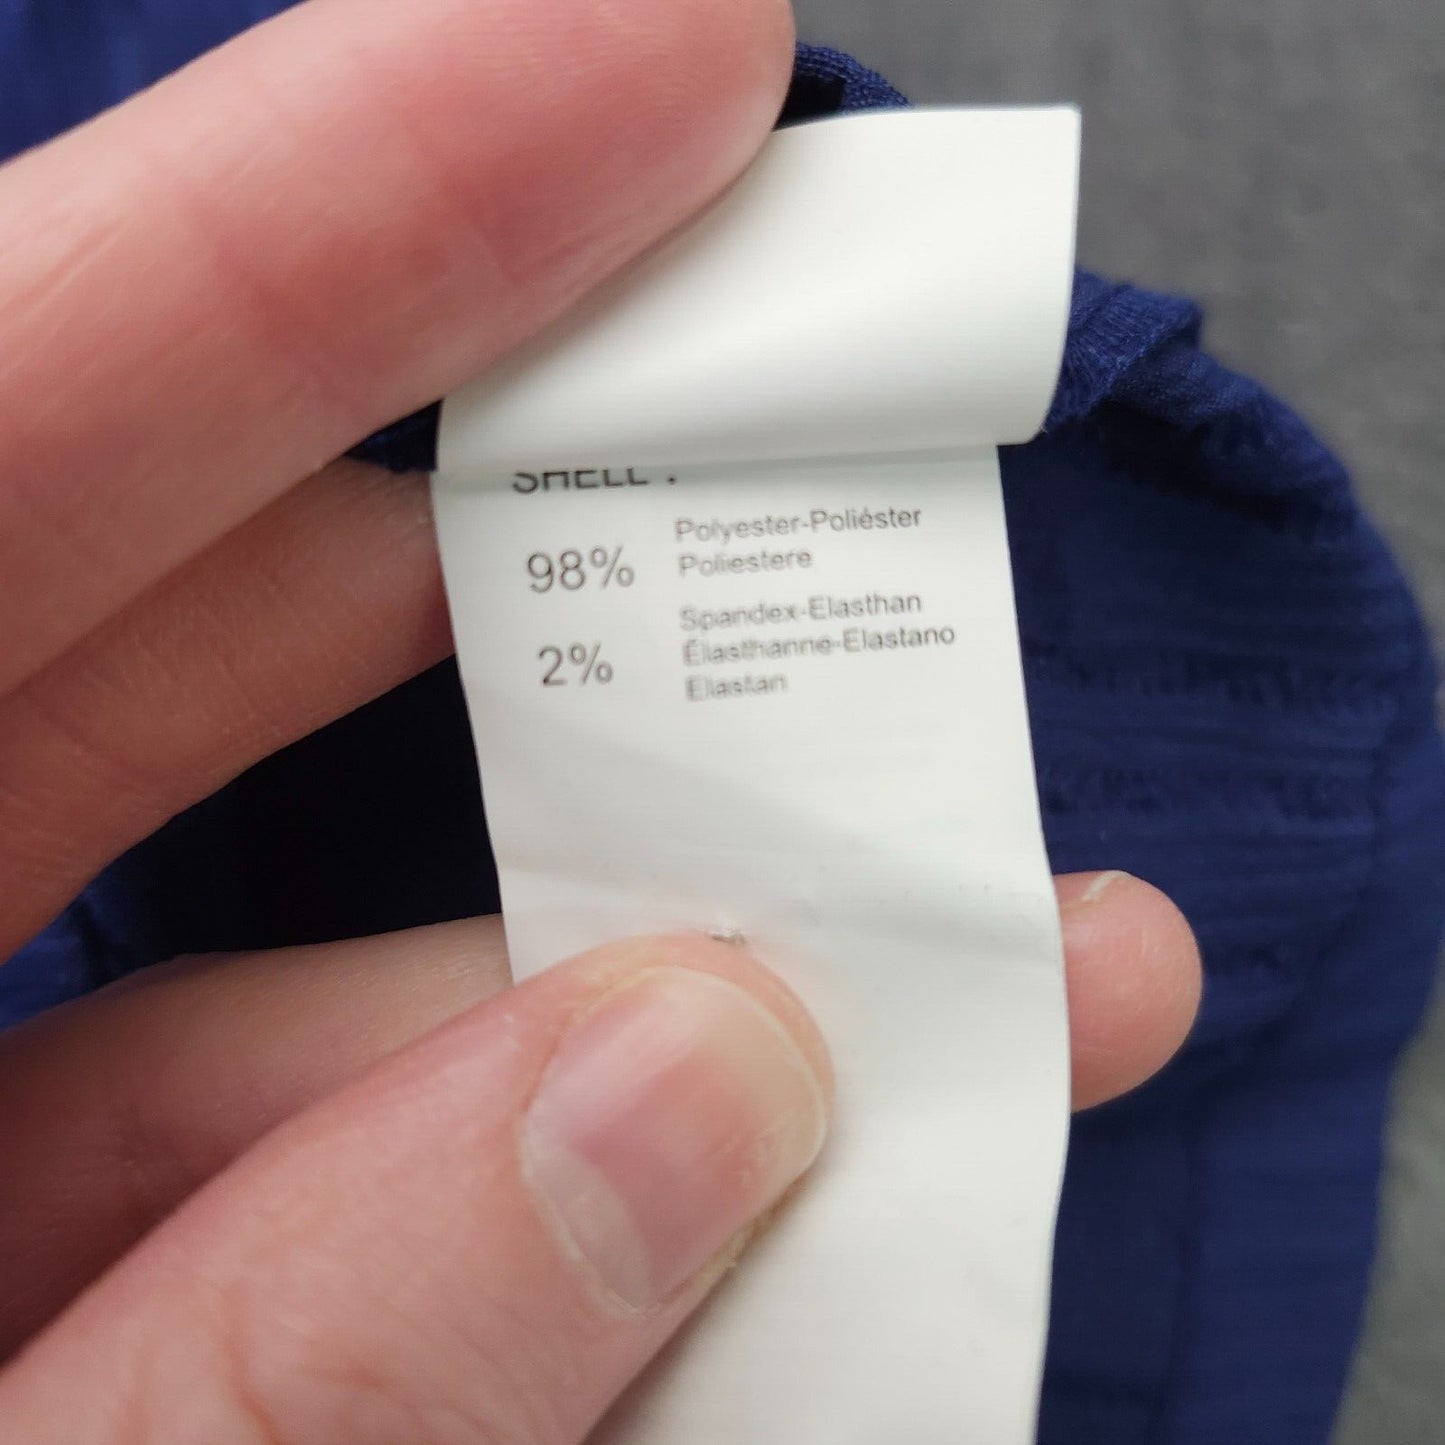 SHELL :
98% Polyester-Poliéster
Poliestere
2% Spandex-Elasthan
Élasthanne-Elastano
Elastan